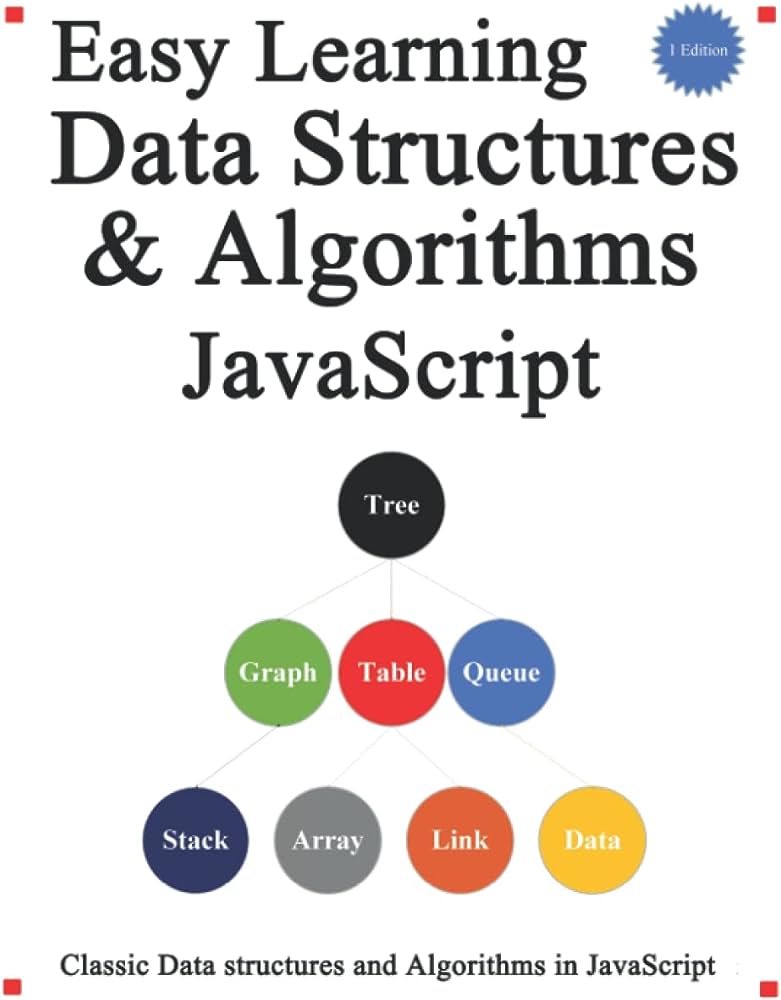 Easy Learning
1 Edition
Data Structures
& Algorithms
JavaScript
Tree
Graph
Table
Queue
Stack
Array
Link
Data
Classic Data structures and Algorithms in JavaScript